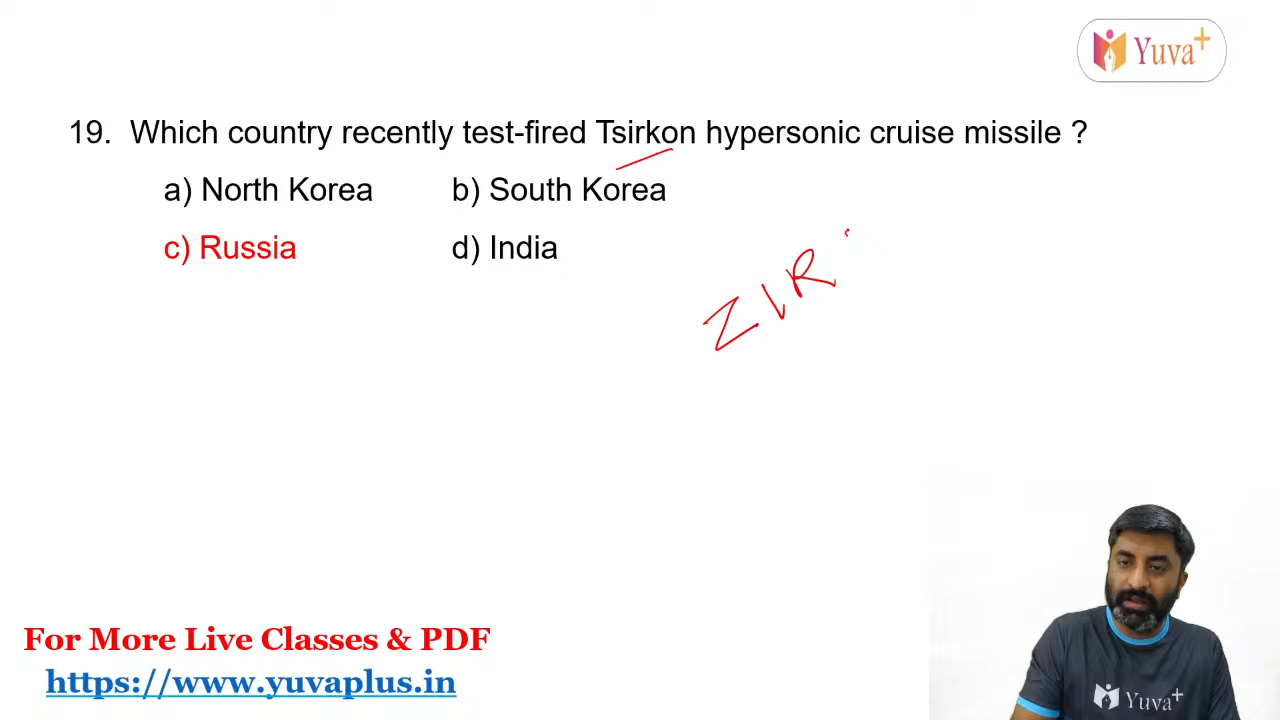 Yuva+
19. Which country recently test-fired Tsirkon hypersonic cruise missile ?
a) North Korea b) South Korea
c) Russia d) India
ZIR
For More Live Classes & PDF
https://www.yuvaplus.in
Yuva+